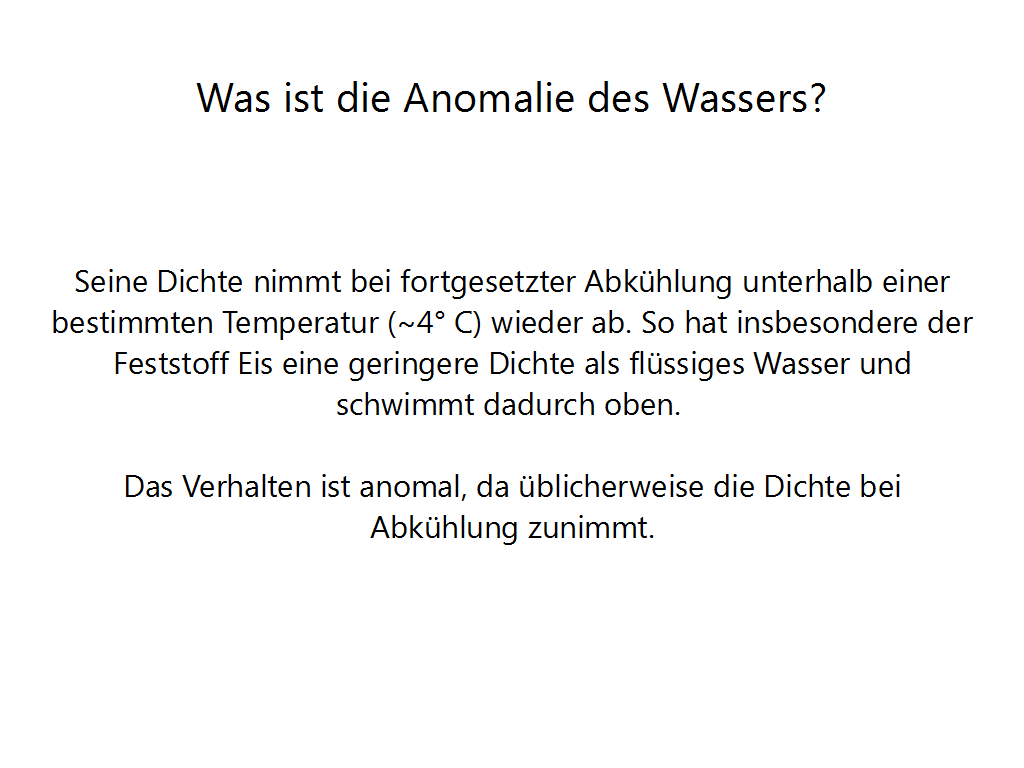 Was ist die Anomalie des Wassers?
Seine Dichte nimmt bei fortgesetzter Abkühlung unterhalb einer
bestimmten Temperatur (~4° C) wieder ab. So hat insbesondere der
Feststoff Eis eine geringere Dichte als flüssiges Wasser und
schwimmt dadurch oben.
Das Verhalten ist anomal, da üblicherweise die Dichte bei
Abkühlung zunimmt.